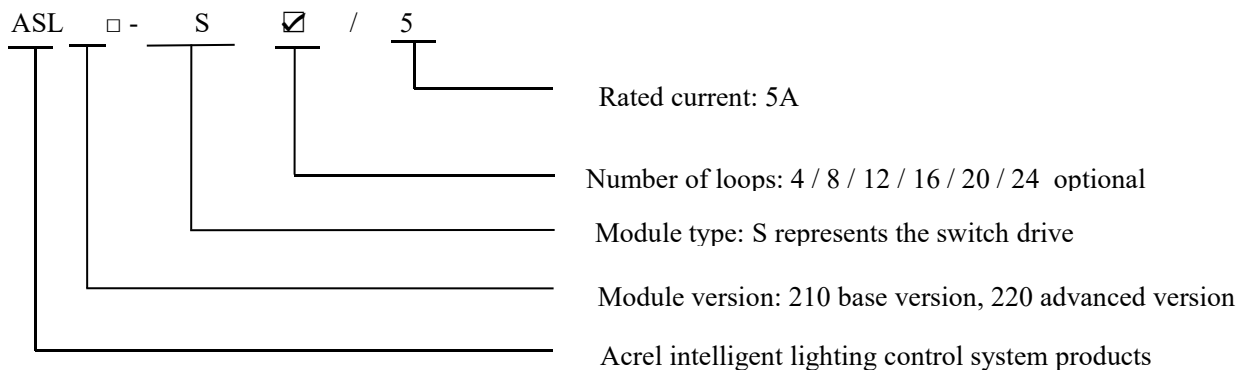 ASL □ - S ☑ / 5
Rated current: 5A
Number of loops: 4 / 8 / 12 / 16 / 20 / 24 optional
Module type: S represents the switch drive
Module version: 210 base version, 220 advanced version
Acrel intelligent lighting control system products